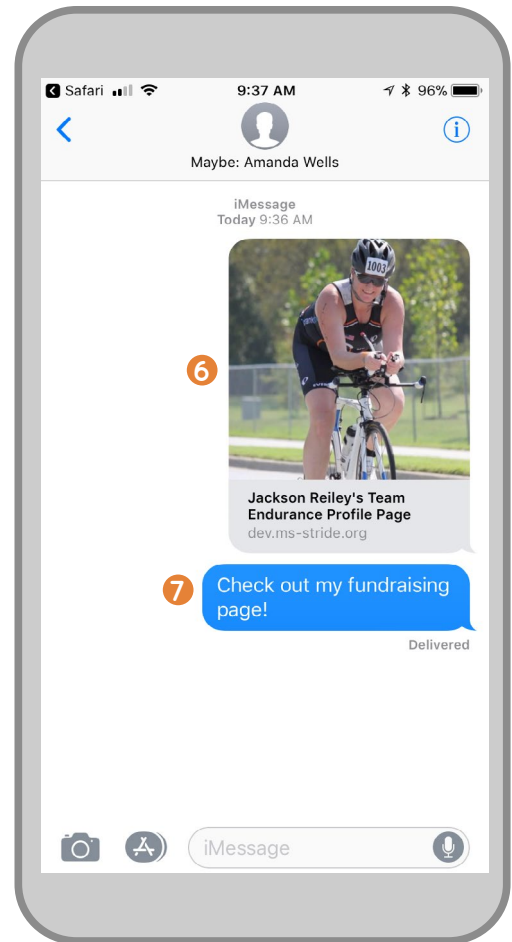 Safari 9:37 AM 96%
Maybe: Amanda Wells
iMessage
Today 9:36 AM
1003
6
Jackson Reiley's Team
Endurance Profile Page
dev.ms-stride.org
7
Check out my fundraising
page!
Delivered
iMessage